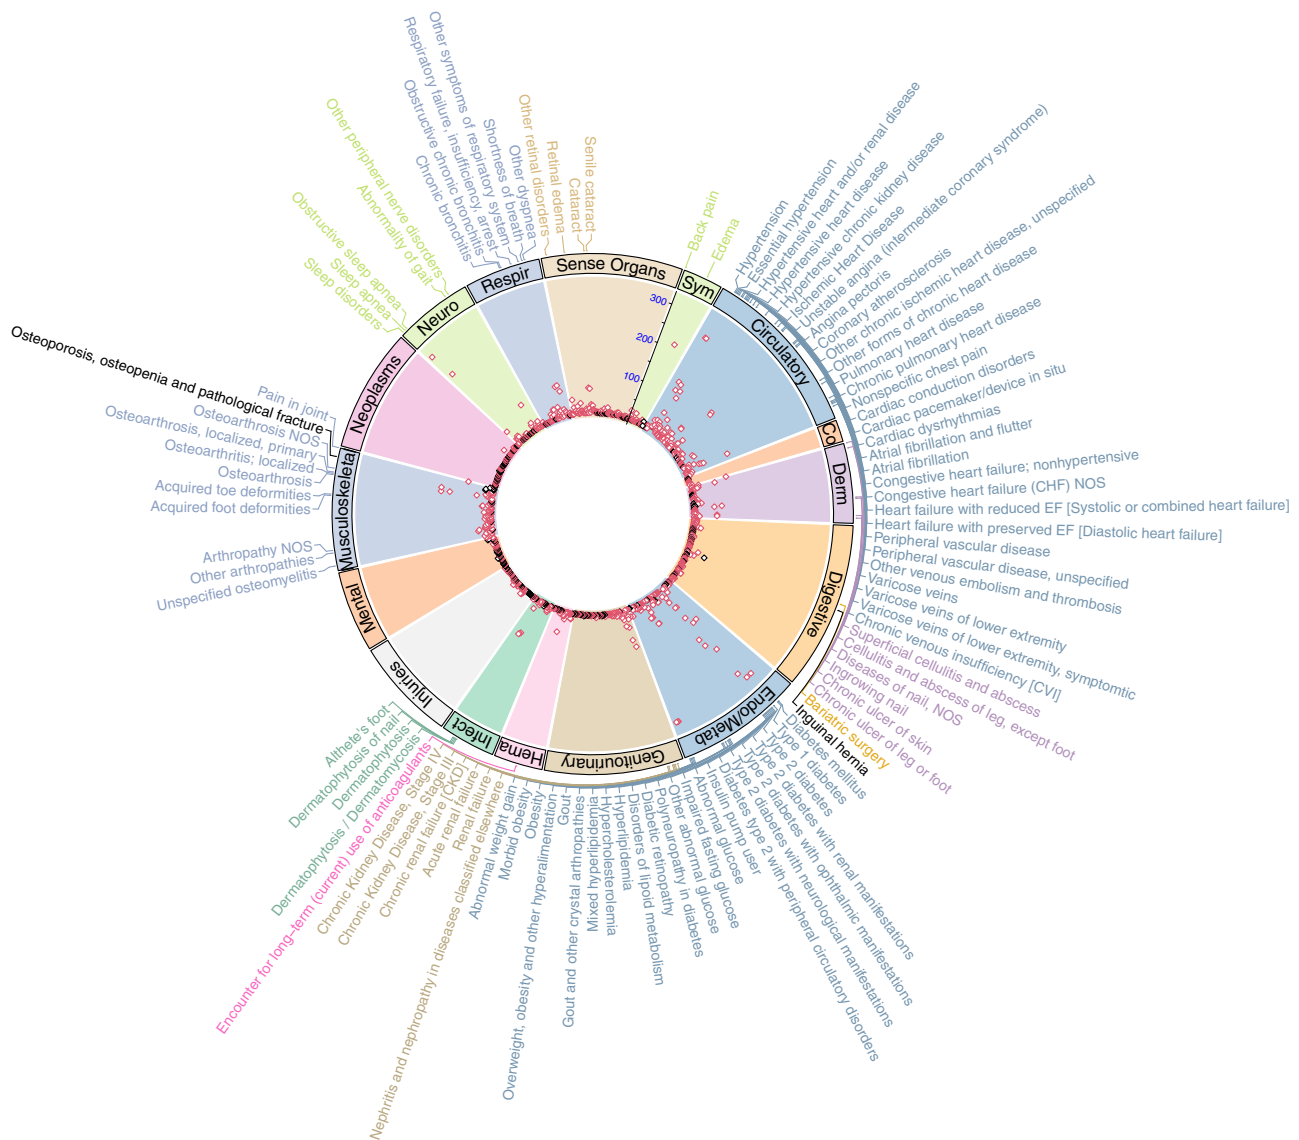 Other symptoms of respiratory system
Respiratory failure, insufficiency, arrest
Obstructive chronic bronchitis
Chronic bronchitis
Shortness of breath
Other dyspnea
Other retinal disorders
Retinal edema
Cataract
Senile cataract
Back pain
Edema
Other peripheral nerve disorders
Abnormality of gait
Obstructive sleep apnea
Sleep apnea
Sleep disorders
Hypertension
Essential hypertension
Hypertensive heart and/or renal disease
Hypertensive heart disease
Hypertensive chronic kidney disease
Ischemic Heart Disease
Unstable angina (intermediate coronary syndrome)
Angina pectoris
Coronary atherosclerosis
Other chronic ischemic heart disease, unspecified
Other forms of chronic heart disease
Pulmonary heart disease
Chronic pulmonary heart disease
Nonspecific chest pain
Cardiac conduction disorders
Cardiac pacemaker/device in situ
Cardiac dysrhythmias
Atrial fibrillation and flutter
Atrial fibrillation
Congestive heart failure; nonhypertensive
Congestive heart failure (CHF) NOS
Heart failure with reduced EF [Systolic or combined heart failure]
Heart failure with preserved EF [Diastolic heart failure]
Peripheral vascular disease
Peripheral vascular disease, unspecified
Other venous embolism and thrombosis
Varicose veins
Varicose veins of lower extremity
Varicose veins of lower extremity, symptomtic
Chronic venous insufficiency [CVI]
Superficial cellulitis and abscess
Cellulitis and abscess of leg, except foot
Diseases of nail, NOS
Ingrowing nail
Chronic ulcer of skin
Chronic ulcer of leg or foot
Bariatric surgery
Inguinal hernia
Diabetes mellitus
Type 1 diabetes
Type 2 diabetes
Type 2 diabetes with renal manifestations
Type 2 diabetes with ophthalmic manifestations
Type 2 diabetes with neurological manifestations
Diabetes type 2 with peripheral circulatory disorders
Insulin pump user
Abnormal glucose
Impaired fasting glucose
Other abnormal glucose
Polyneuropathy in diabetes
Diabetic retinopathy
Disorders of lipoid metabolism
Hyperlipidemia
Hypercholesterolemia
Mixed hyperlipidemia
Gout and other crystal arthropathies
Gout
Overweight, obesity and other hyperalimentation
Obesity
Morbid obesity
Abnormal weight gain
Nephritis and nephropathy in diseases classified elsewhere
Renal failure
Acute renal failure
Chronic renal failure (CKD)
Chronic Kidney Disease, Stage III
Chronic Kidney Disease, Stage IV
Encounter for long−term (current) use of anticoagulants
Dermatophytosis / Dermatomycosis
Dermatophytosis
Dermatophytosis of nail
Althete's foot
Unspecified osteomyelitis
Other arthropathies
Arthropathy NOS
Acquired foot deformities
Acquired toe deformities
Osteoarthrosis
Osteoarthritis; localized
Osteoarthrosis, localized, primary
Osteoarthrosis NOS
Pain in joint
Osteoporosis, osteopenia and pathological fracture
Sense Organs
Sym
Circulatory
Co
Derm
Digestive
Endo/Metab
Genitourinary
Hema
Infect
Injuries
Mental
Musculoskeletal
Neoplasms
Neuro
Respir
300
200
100